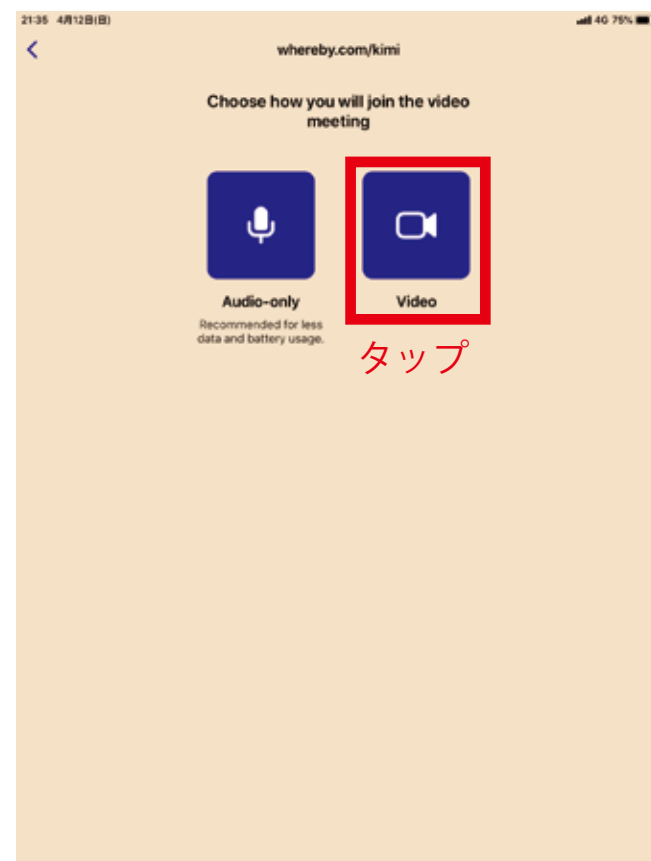 21:35 4月12日(日) 4G 75%
whereby.com/kimi
Choose how you will join the video
meeting
Audio-only Video
Recommended for less
data and battery usage.
タップ